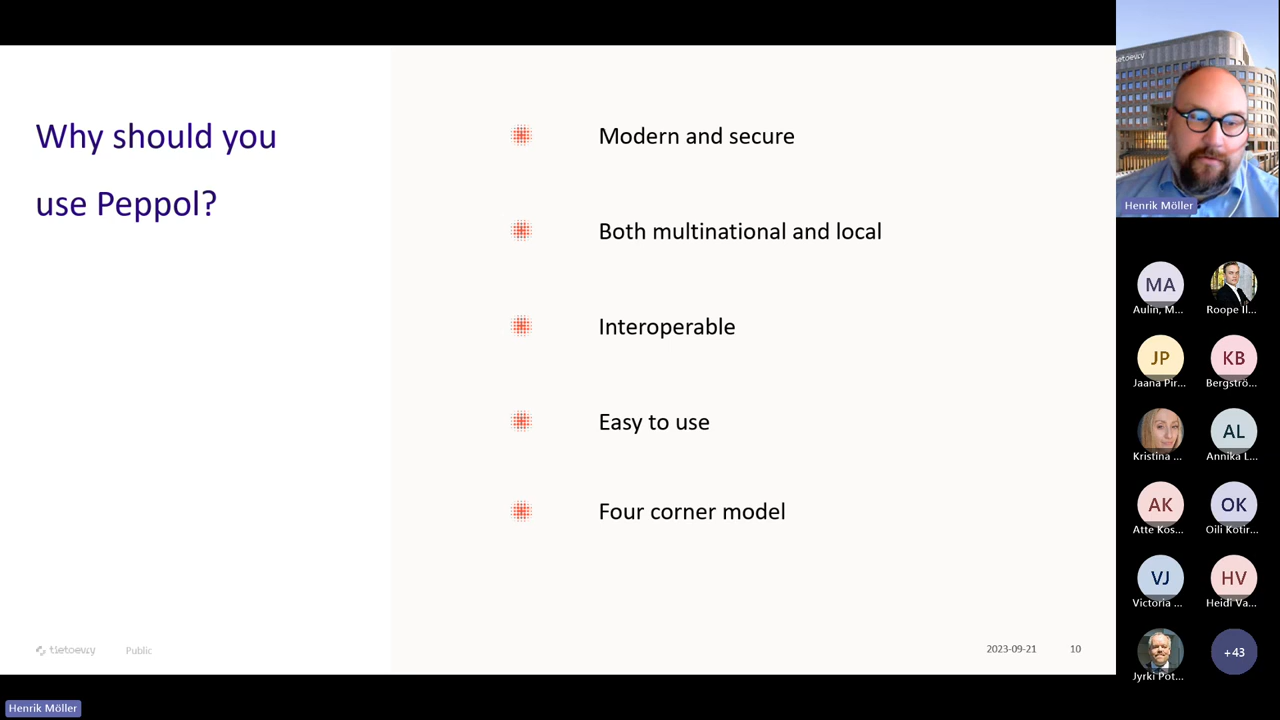 Why should you
use Peppol?
Modern and secure
Both multinational and local
Interoperable
Easy to use
Four corner model
tietoevry
Public
2023-09-21
10
tietoevry
Henrik Möller
MA
Aulin, M...
Roope Il...
JP
Jaana Pir...
KB
Bergströ...
Kristina ...
AL
Annika L...
AK
Atte Kos...
OK
Oili Kotir...
VJ
Victoria ...
HV
Heidi Va...
Jyrki Pot...
+43
Henrik Möller